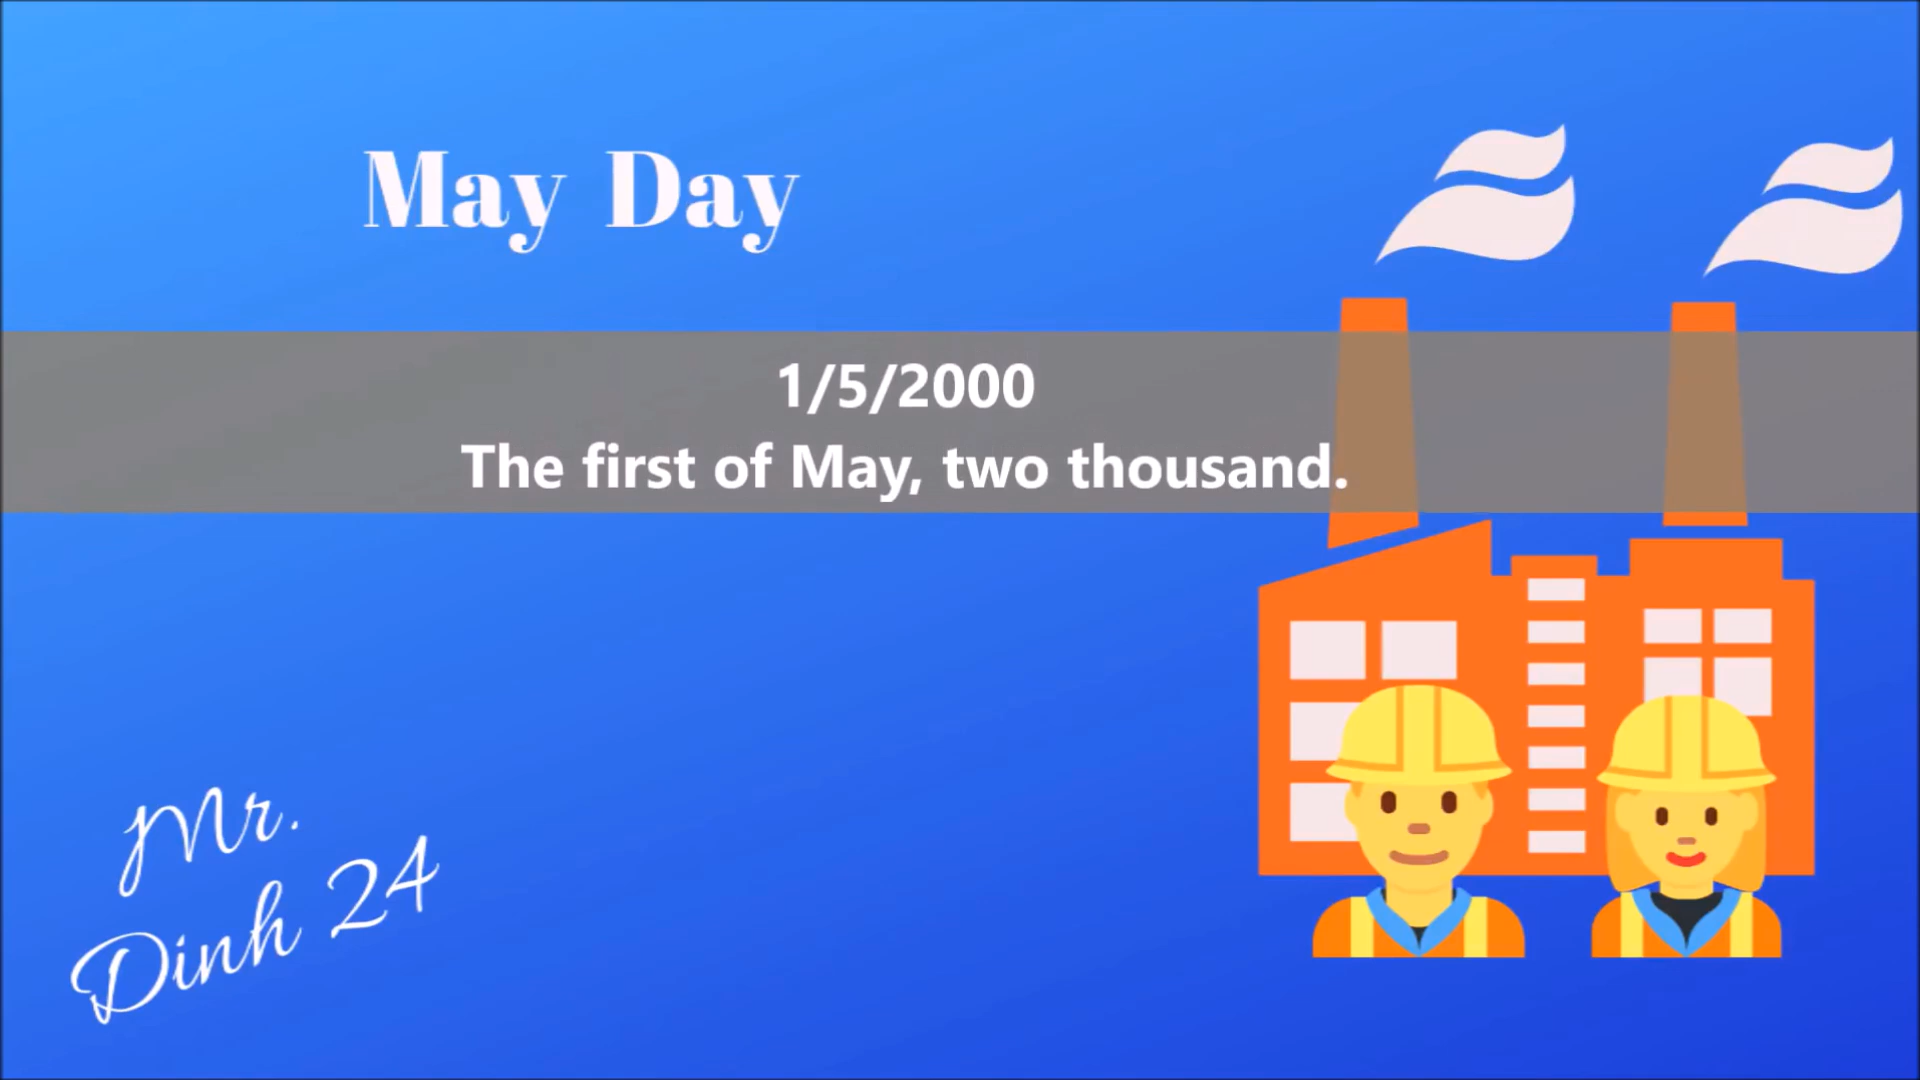 May Day
1/5/2000
The first of May, two thousand.
Mr.
Dinh 24